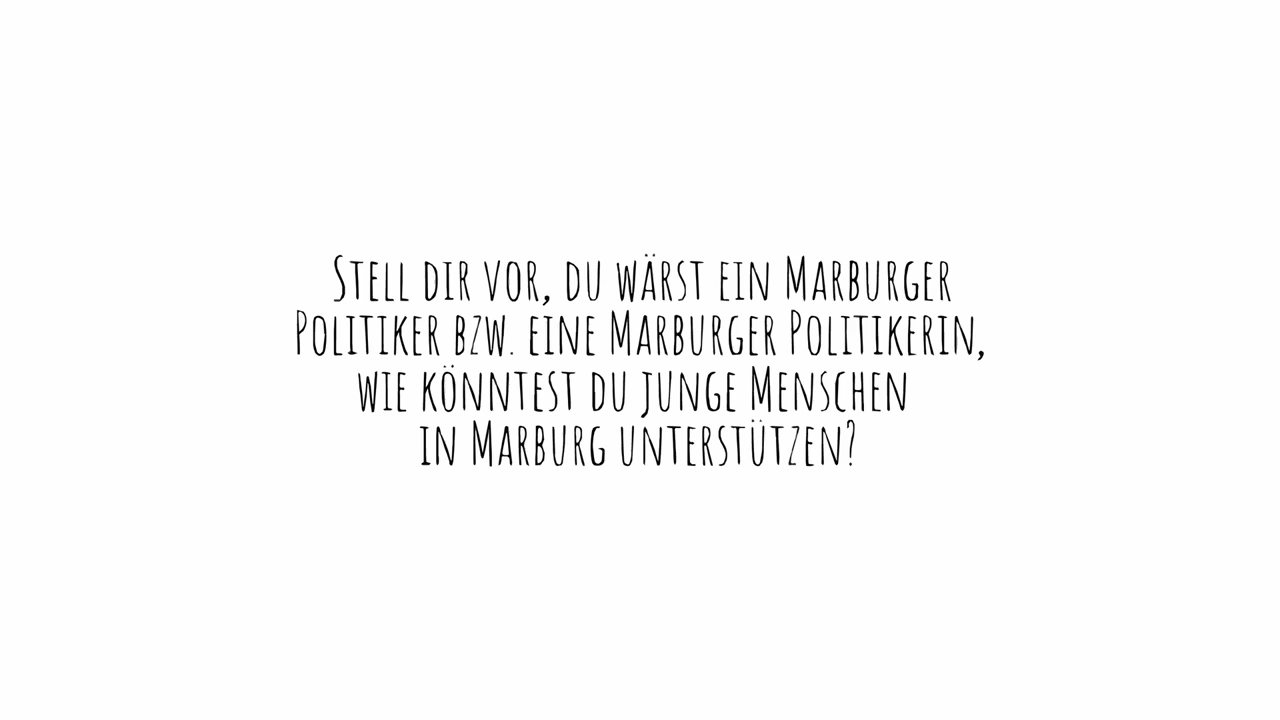 Stell dir vor, du wärst ein Marburger
Politiker bzw. eine Marburger Politikerin,
wie könntest du junge Menschen
in Marburg unterstützen?